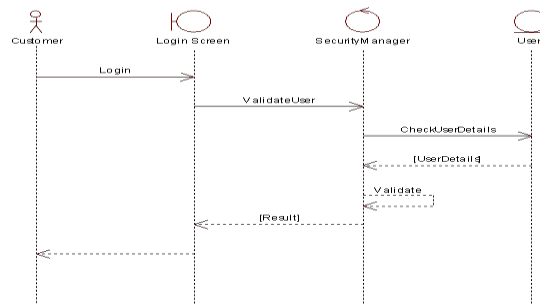 Customer
Login Screen
SecurityManager
User
Login
ValidateUser
CheckUserDetails
[UserDetails]
Validate
[Result]